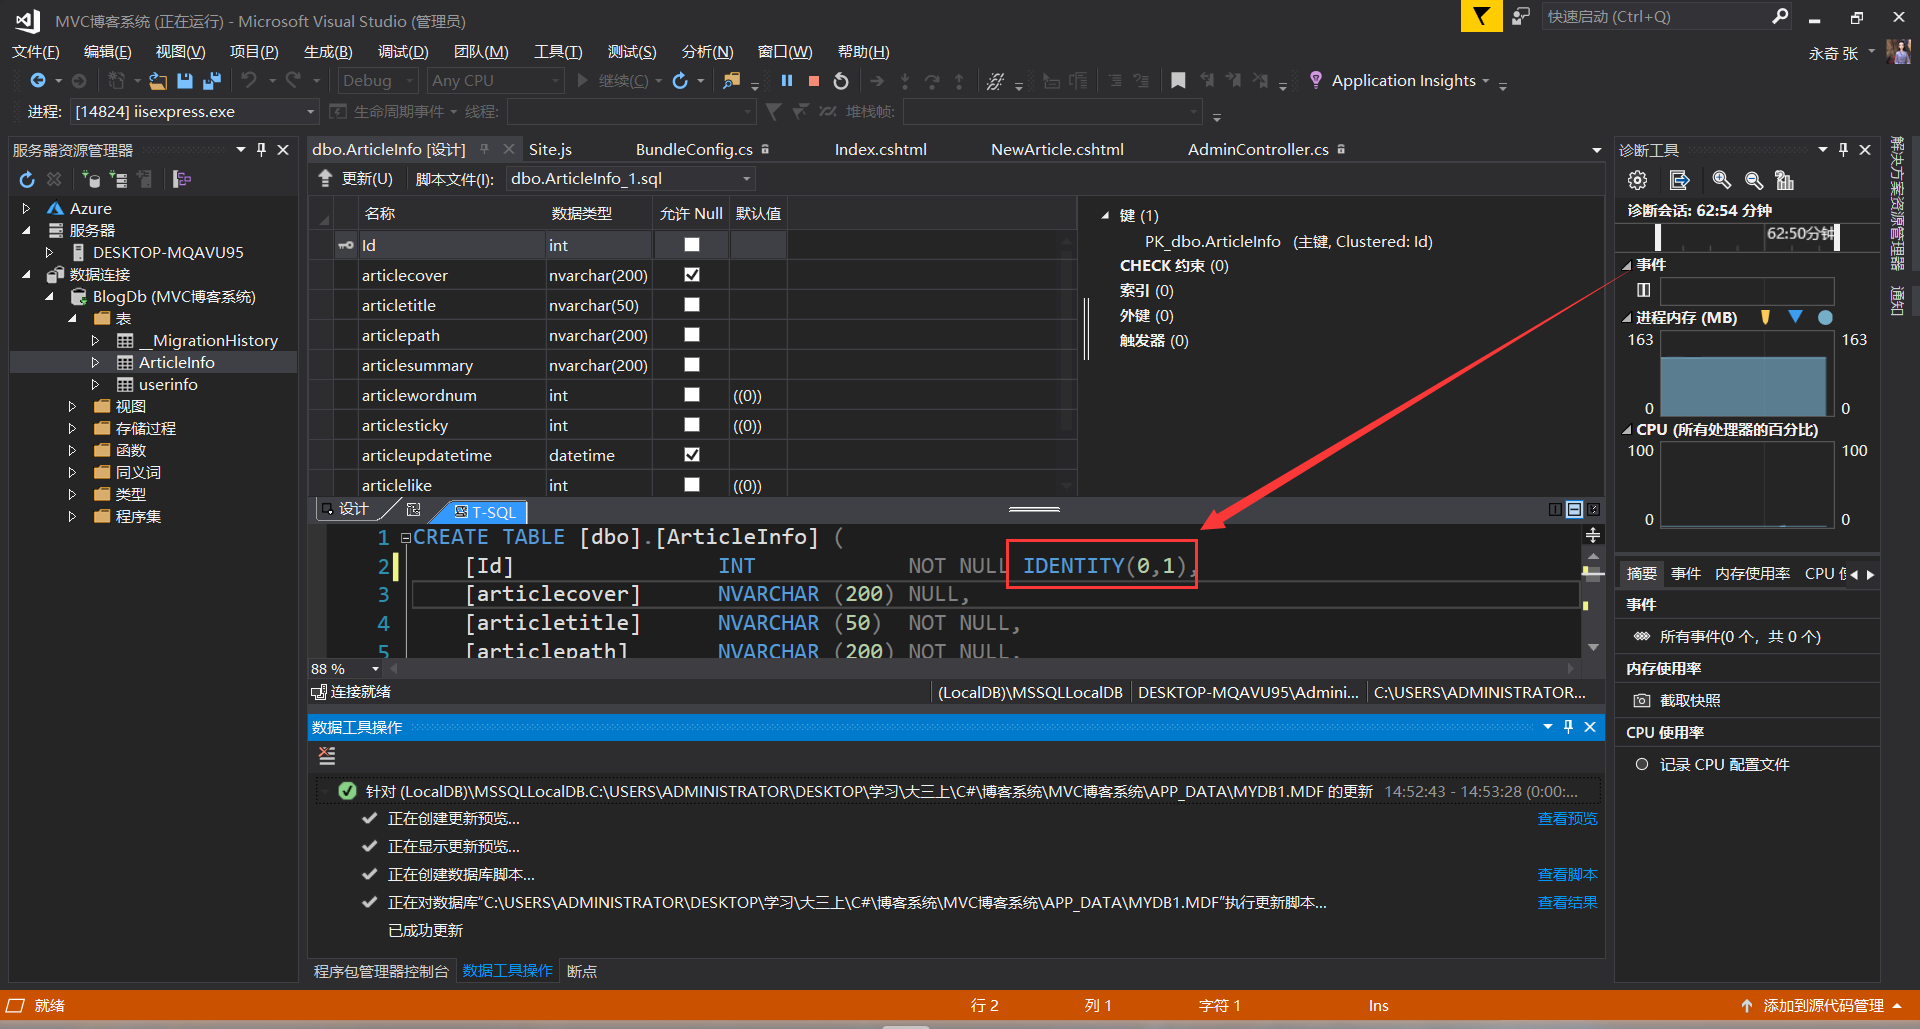 MVC博客系统 (正在运行) - Microsoft Visual Studio (管理员)
快速启动 (Ctrl+Q)
文件(F) 编辑(E) 视图(V) 项目(P) 生成(B) 调试(D) 团队(M) 工具(T) 测试(S) 分析(N) 窗口(W) 帮助(H)
永奇 张
Debug Any CPU 继续(C) Application Insights
进程: [14824] iisexpress.exe 生命周期事件 线程: 堆栈帧:
服务器资源管理器
Azure
服务器
DESKTOP-MQAVU95
数据连接
BlogDb (MVC博客系统)
表
__MigrationHistory
ArticleInfo
userinfo
视图
存储过程
函数
同义词
类型
程序集
dbo.ArticleInfo [设计] Site.js BundleConfig.cs Index.cshtml NewArticle.cshtml AdminController.cs
更新(U) 脚本文件(I): dbo.ArticleInfo_1.sql
名称 数据类型 允许 Null 默认值
Id int
articlecover nvarchar(200)
articletitle nvarchar(50)
articlepath nvarchar(200)
articlesummary nvarchar(200)
articlewordnum int ((0))
articlesticky int ((0))
articleupdatetime datetime
articlelike int ((0))
键 (1)
PK_dbo.ArticleInfo (主键, Clustered: Id)
CHECK 约束 (0)
索引 (0)
外键 (0)
触发器 (0)
设计 T-SQL
1 CREATE TABLE [dbo].[ArticleInfo] (
2 [Id] INT NOT NULL IDENTITY(0,1),
3 [articlecover] NVARCHAR (200) NULL,
4 [articletitle] NVARCHAR (50) NOT NULL,
5 [articlepath] NVARCHAR (200) NOT NULL,
88 %
连接就绪 (LocalDB)\MSSQLLocalDB DESKTOP-MQAVU95\Admini... C:\USERS\ADMINISTRATOR...
数据工具操作
针对 (LocalDB)\MSSQLLocalDB.C:\USERS\ADMINISTRATOR\DESKTOP\学习\大三上\C#\博客系统\MVC博客系统\APP_DATA\MYDB1.MDF 的更新 14:52:43 - 14:53:28 (0:00:...
正在创建更新预览... 查看预览
正在显示更新预览...
正在创建数据库脚本... 查看脚本
正在对数据库“C:\USERS\ADMINISTRATOR\DESKTOP\学习\大三上\C#\博客系统\MVC博客系统\APP_DATA\MYDB1.MDF”执行更新脚本... 查看结果
已成功更新
程序包管理器控制台 数据工具操作 断点
诊断工具
诊断会话: 62:54 分钟
62:50分钟
事件
进程内存 (MB)
163 163
0 0
CPU (所有处理器的百分比)
100 100
0 0
摘要 事件 内存使用率 CPU
事件
所有事件(0 个，共 0 个)
内存使用率
截取快照
CPU 使用率
记录 CPU 配置文件
解决方案资源管理器
通知
就绪 行 2 列 1 字符 1 Ins 添加到源代码管理